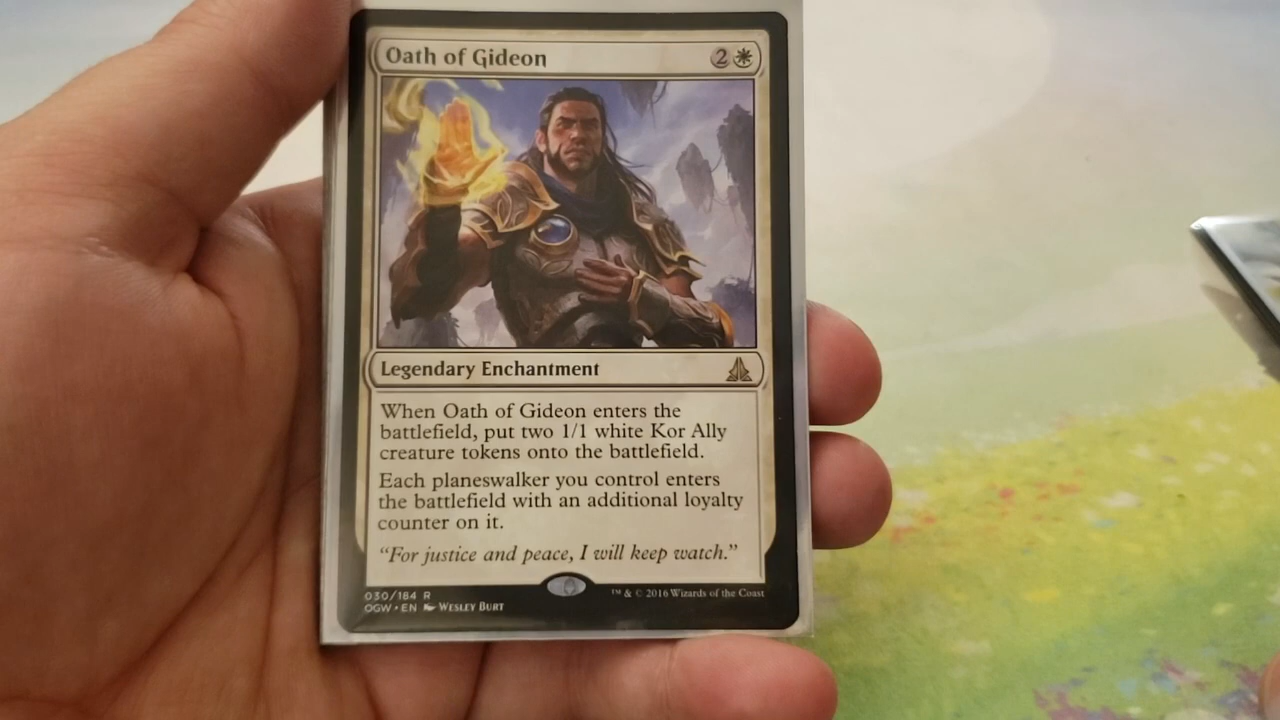 Oath of Gideon 2
Legendary Enchantment
When Oath of Gideon enters the
battlefield, put two 1/1 white Kor Ally
creature tokens onto the battlefield.
Each planeswalker you control enters
the battlefield with an additional loyalty
counter on it.
“For justice and peace, I will keep watch.”
030/184 R
OGW • EN WESLEY BURT
™ & © 2016 Wizards of the Coast